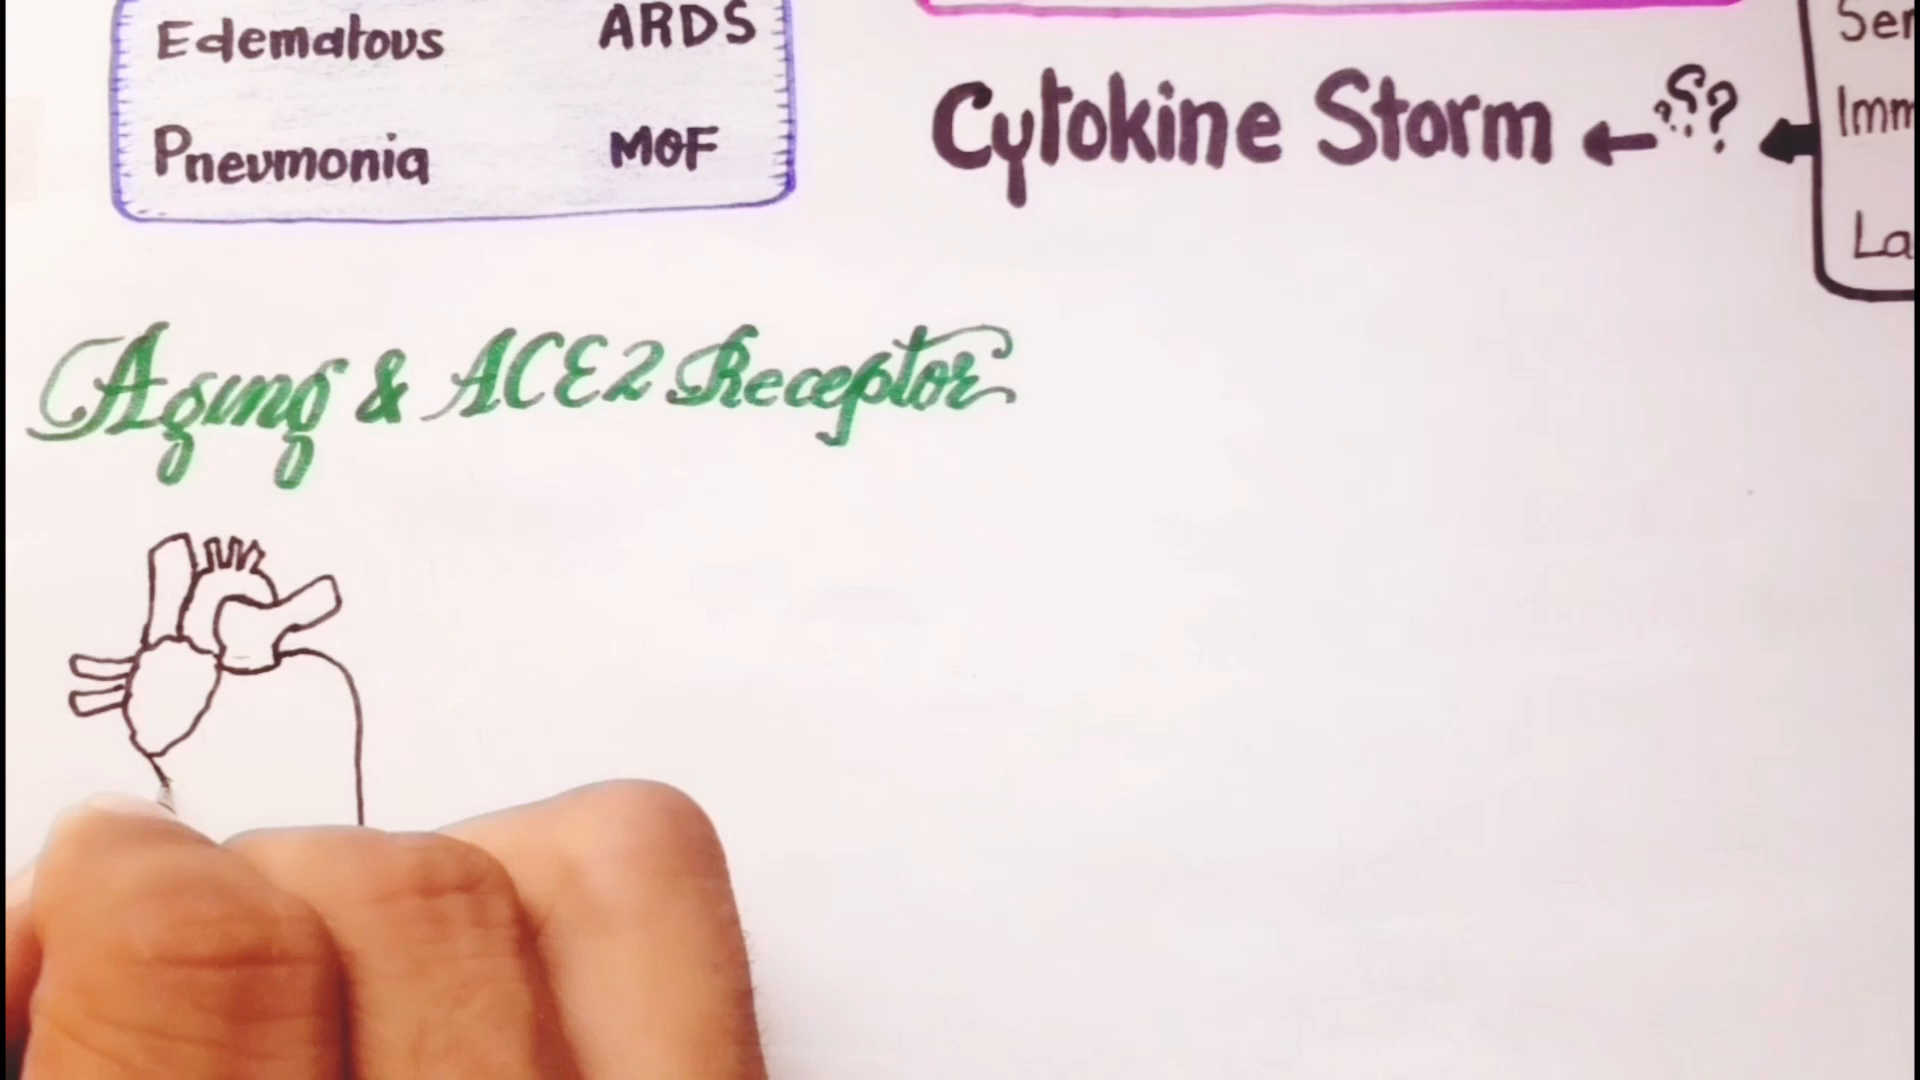 Edematous ARDS
Pneumonia MOF
Cytokine Storm ← ???
Aging & ACE2 Receptor